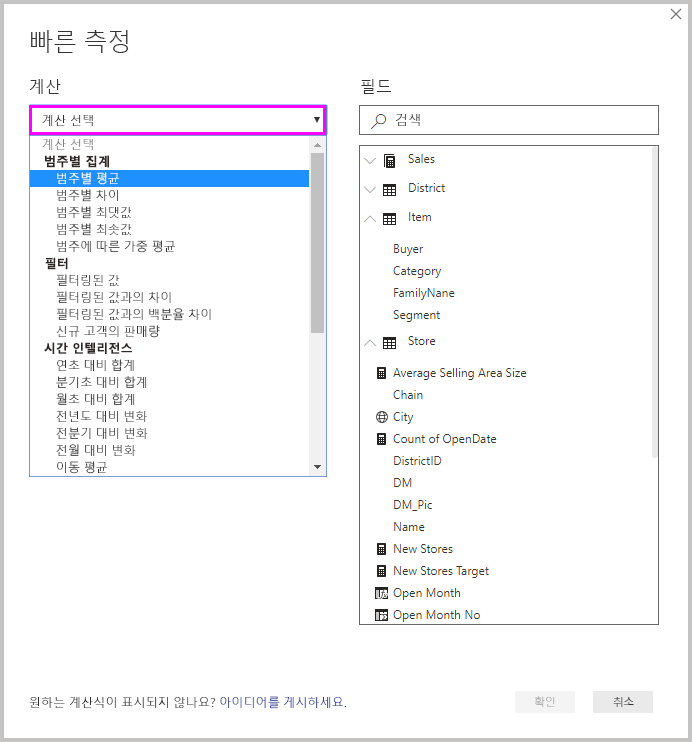 빠른 측정
계산
계산 선택
계산 선택
범주별 집계
범주별 평균
범주별 차이
범주별 최댓값
범주별 최솟값
범주에 따른 가중 평균
필터
필터링된 값
필터링된 값과의 차이
필터링된 값과의 백분율 차이
신규 고객의 판매량
시간 인텔리전스
연초 대비 합계
분기초 대비 합계
월초 대비 합계
전년도 대비 변화
전분기 대비 변화
전월 대비 변화
이동 평균
필드
검색
Sales
District
Item
Buyer
Category
FamilyNane
Segment
Store
Average Selling Area Size
Chain
City
Count of OpenDate
DistrictID
DM
DM_Pic
Name
New Stores
New Stores Target
Open Month
Open Month No
원하는 계산식이 표시되지 않나요? 아이디어를 게시하세요.
확인
취소